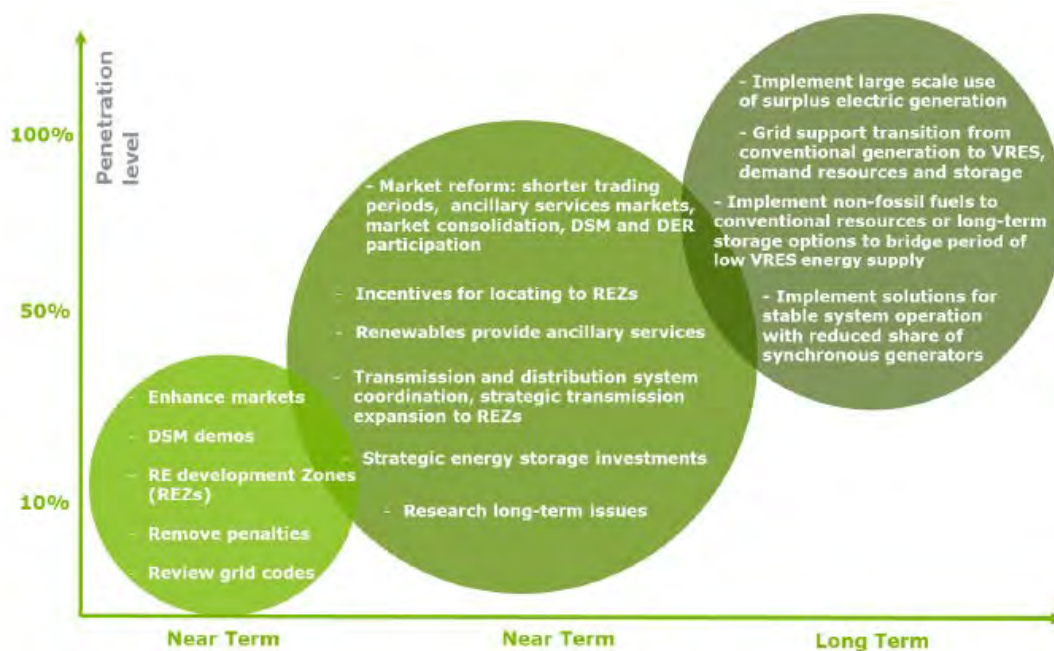 Penetration
level
100%
50%
10%
- Enhance markets
- DSM demos
- RE development Zones
(REZs)
- Remove penalties
- Review grid codes
- Market reform: shorter trading
periods, ancillary services markets,
market consolidation, DSM and DER
participation
- Incentives for locating to REZs
- Renewables provide ancillary services
- Transmission and distribution system
coordination, strategic transmission
expansion to REZs
- Strategic energy storage investments
- Research long-term issues
- Implement large scale use
of surplus electric generation
- Grid support transition from
conventional generation to VRES,
demand resources and storage
- Implement non-fossil fuels to
conventional resources or long-term
storage options to bridge period of
low VRES energy supply
- Implement solutions for
stable system operation
with reduced share of
synchronous generators
Near Term
Near Term
Long Term